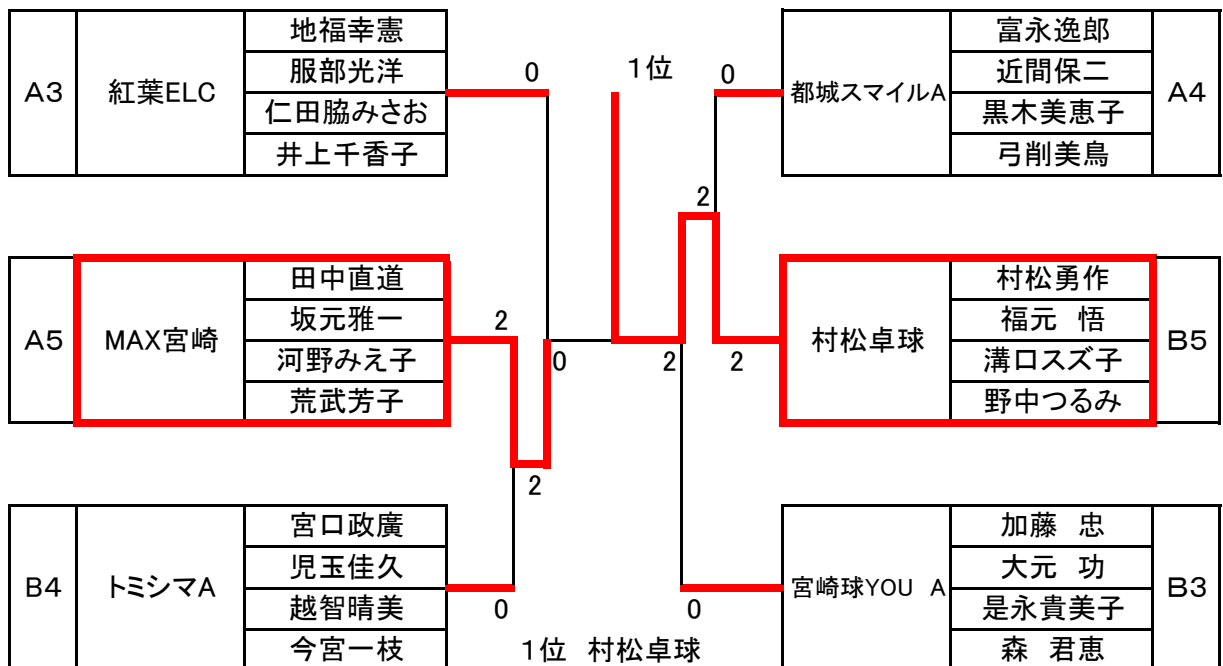 A3 紅葉ELC
地福幸憲
服部光洋
仁田脇みさお
井上千香子
0
1位
0
都城スマイルA
富永逸郎
近間保二
黒木美恵子
弓削美鳥
A4
2
A5 MAX宮崎
田中直道
坂元雅一
河野みえ子
荒武芳子
2
0
2
2
村松卓球
村松勇作
福元 悟
溝口スズ子
野中つるみ
B5
2
B4 トミシマA
宮口政廣
児玉佳久
越智晴美
今宮一枝
0
0
宮崎球YOU A
加藤 忠
大元 功
是永貴美子
森 君恵
B3
1位 村松卓球